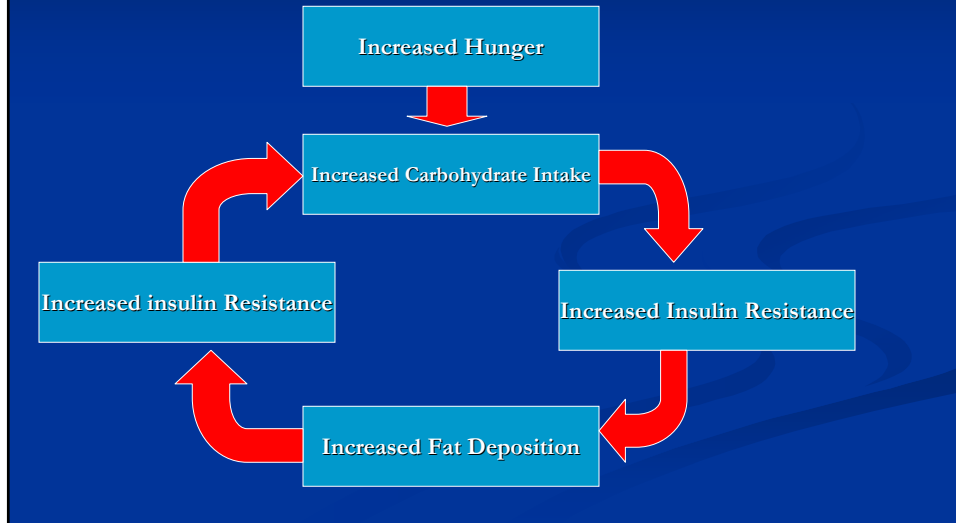 Increased Hunger
Increased Carbohydrate Intake
Increased insulin Resistance
Increased Insulin Resistance
Increased Fat Deposition